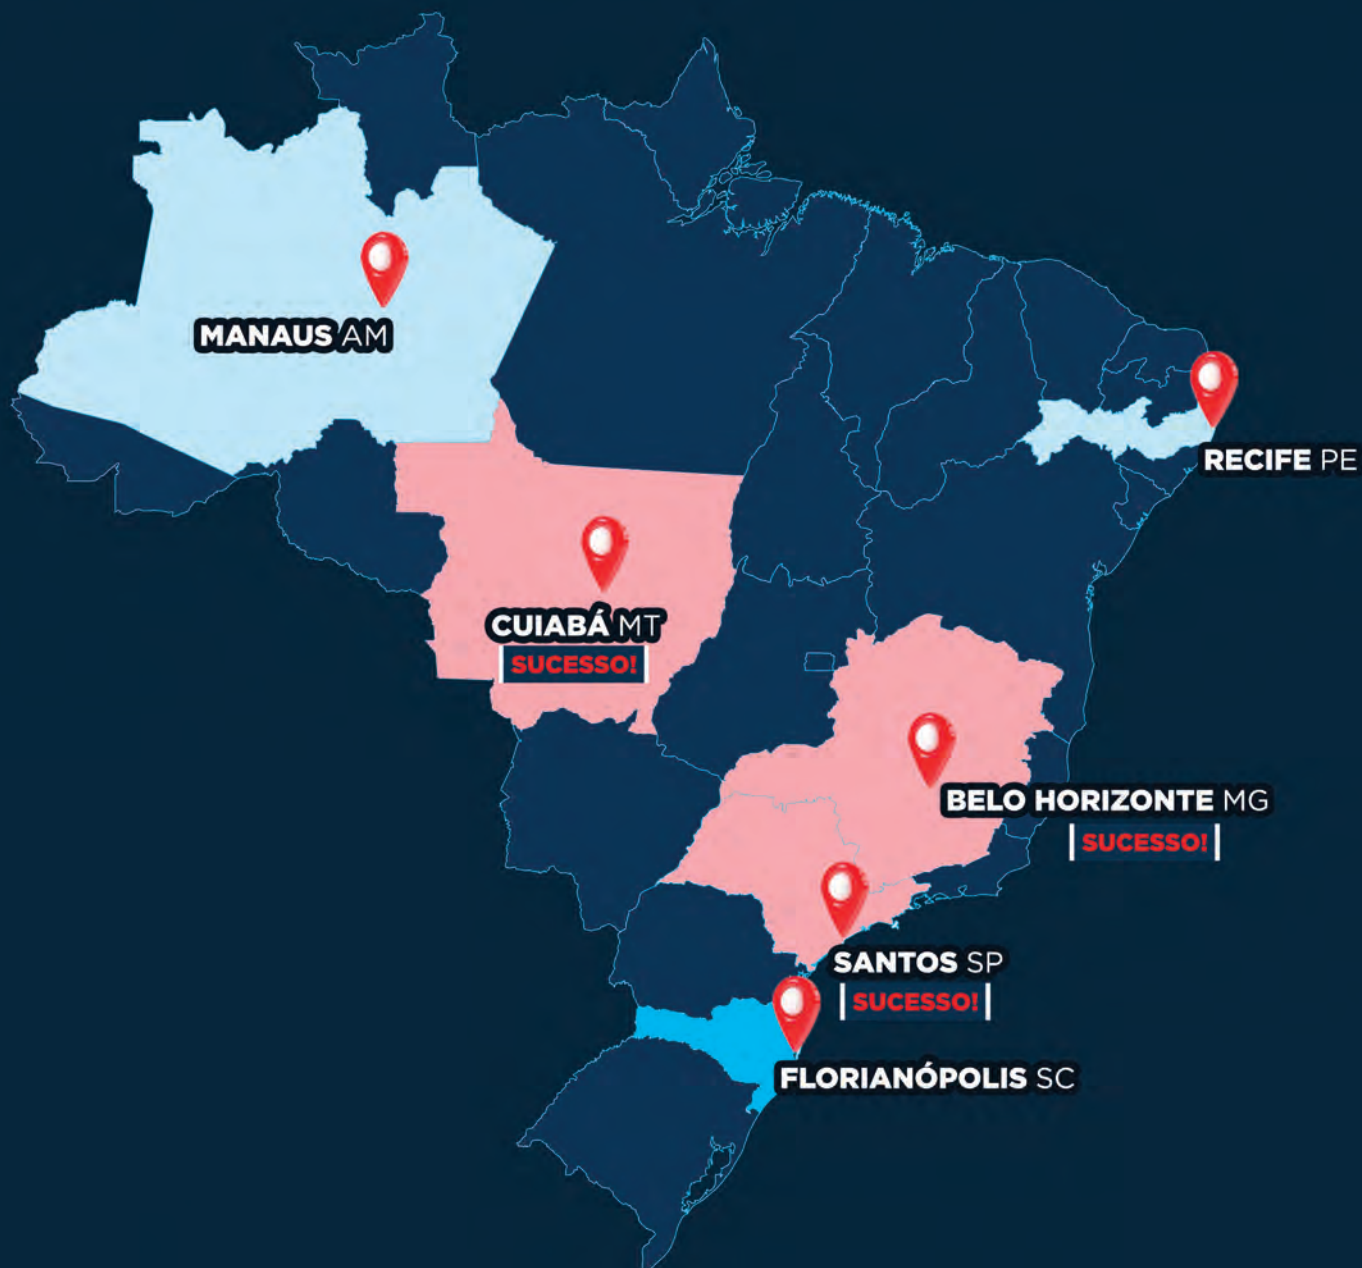 MANAUS AM
RECIFE PE
CUIABÁ MT
SUCESSO!
BELO HORIZONTE MG
SUCESSO!
SANTOS SP
SUCESSO!
FLORIANÓPOLIS SC